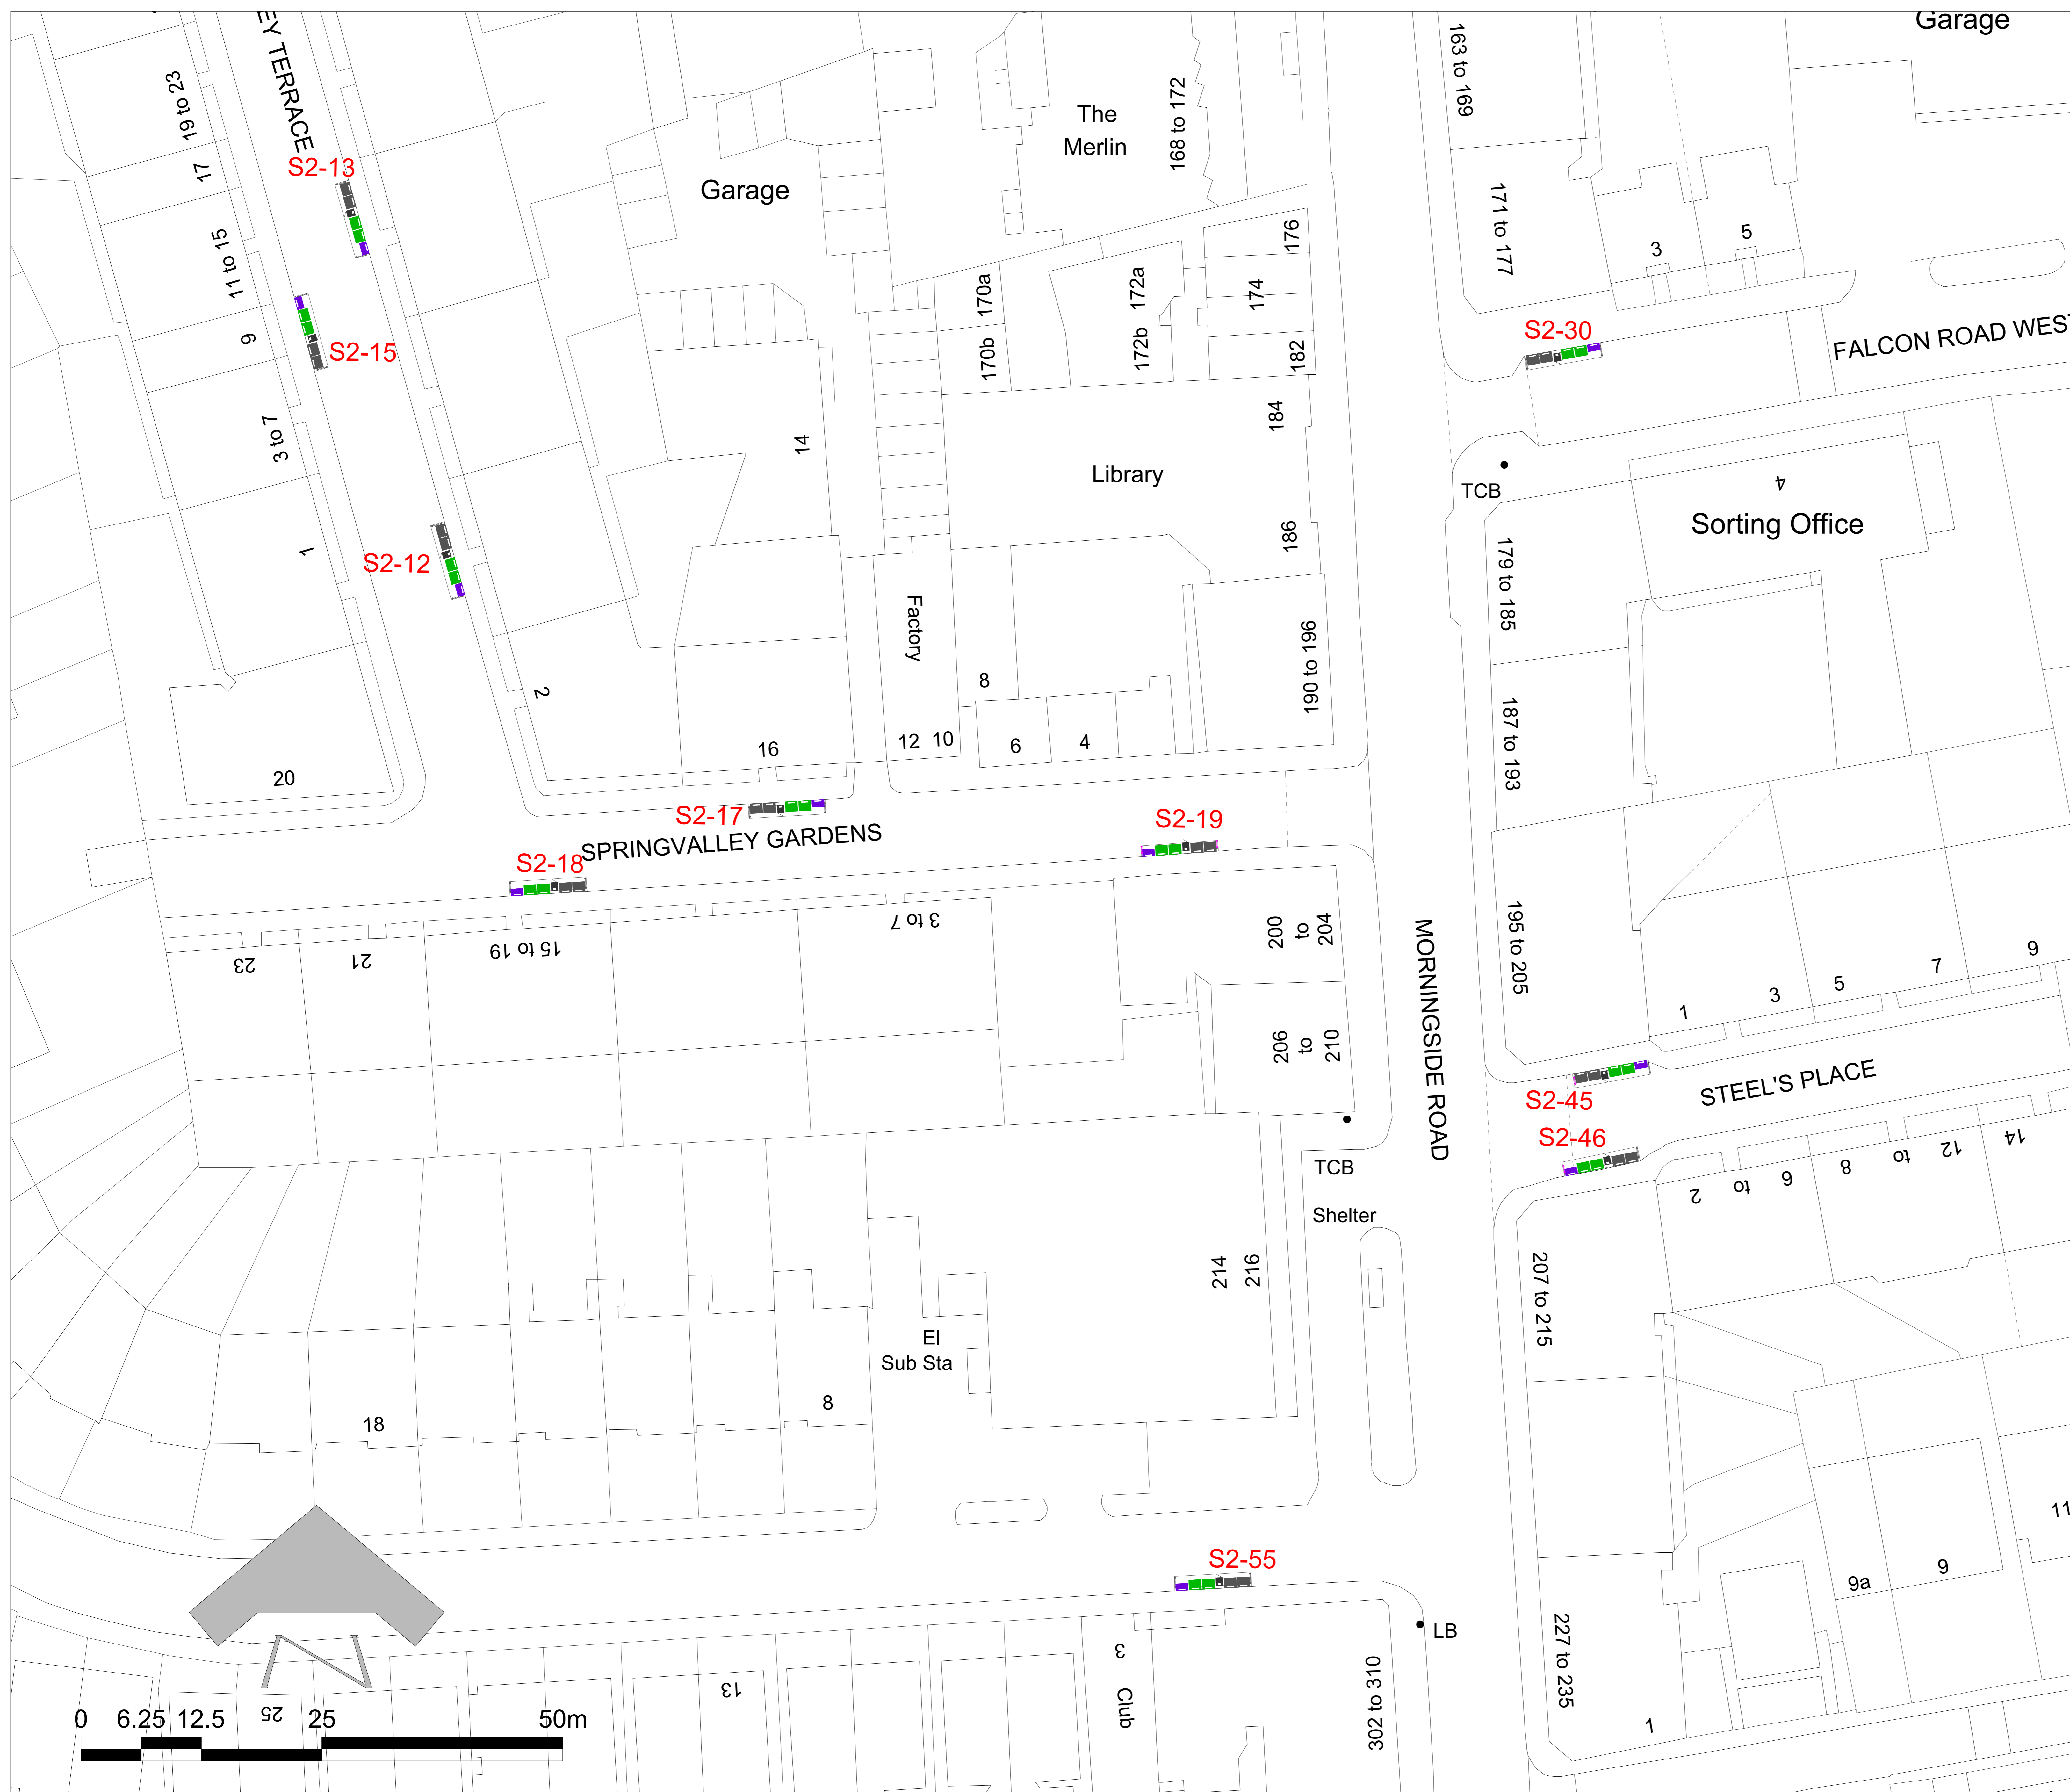 EY TERRACE
19 to 23
17
11 to 15
9
3 to 7
1
20
S2-13
S2-15
S2-12
2
Garage
14
16
Factory
12 10
The
Merlin
168 to 172
170a
170b
172a
172b
176
174
182
184
Library
186
190 to 196
8
6
4
163 to 169
171 to 177
3
5
Garage
S2-30
FALCON ROAD WEST
TCB
4
Sorting Office
179 to 185
187 to 193
195 to 205
1
3
5
7
9
S2-17
SPRINGVALLEY GARDENS
S2-18
S2-19
23
21
15 to 19
3 to 7
200
to
204
206
to
210
MORNINGSIDE ROAD
S2-45
STEEL'S PLACE
S2-46
2
to
6
8
to
12
14
TCB
Shelter
214
216
207 to 215
El
Sub Sta
18
8
S2-55
LB
227 to 235
1
9a
9
11
3
Club
302 to 310
13
25
N
0 6.25 12.5 25 50m